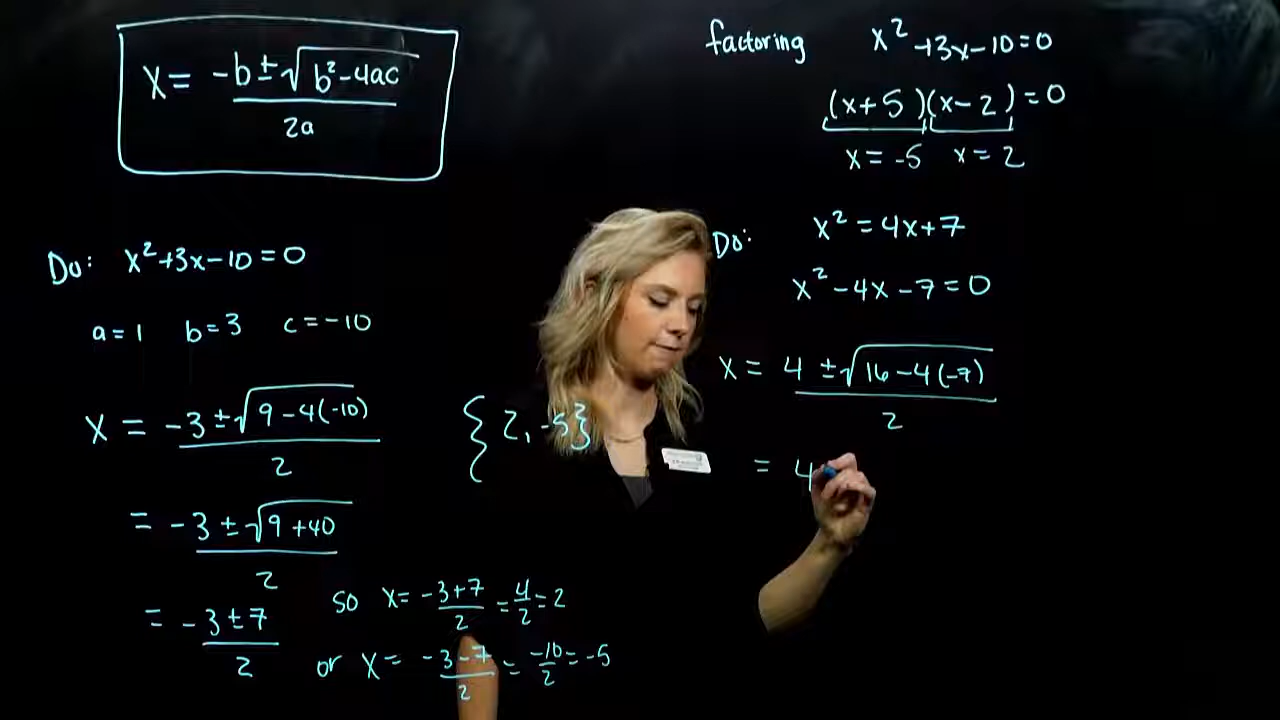 x = -b ± √(b² - 4ac) / 2a
Do: x² + 3x - 10 = 0
a = 1 b = 3 c = -10
x = -3 ± √(9 - 4(-10)) / 2
= -3 ± √(9 + 40) / 2
= -3 ± 7 / 2
so x = -3 + 7 / 2 = 4/2 = 2
or x = -3 - 7 / 2 = -10/2 = -5
{2, -5}
factoring x² + 3x - 10 = 0
(x + 5)(x - 2) = 0
x = -5 x = 2
Do: x² = 4x + 7
x² - 4x - 7 = 0
x = 4 ± √(16 - 4(-7)) / 2
= 4